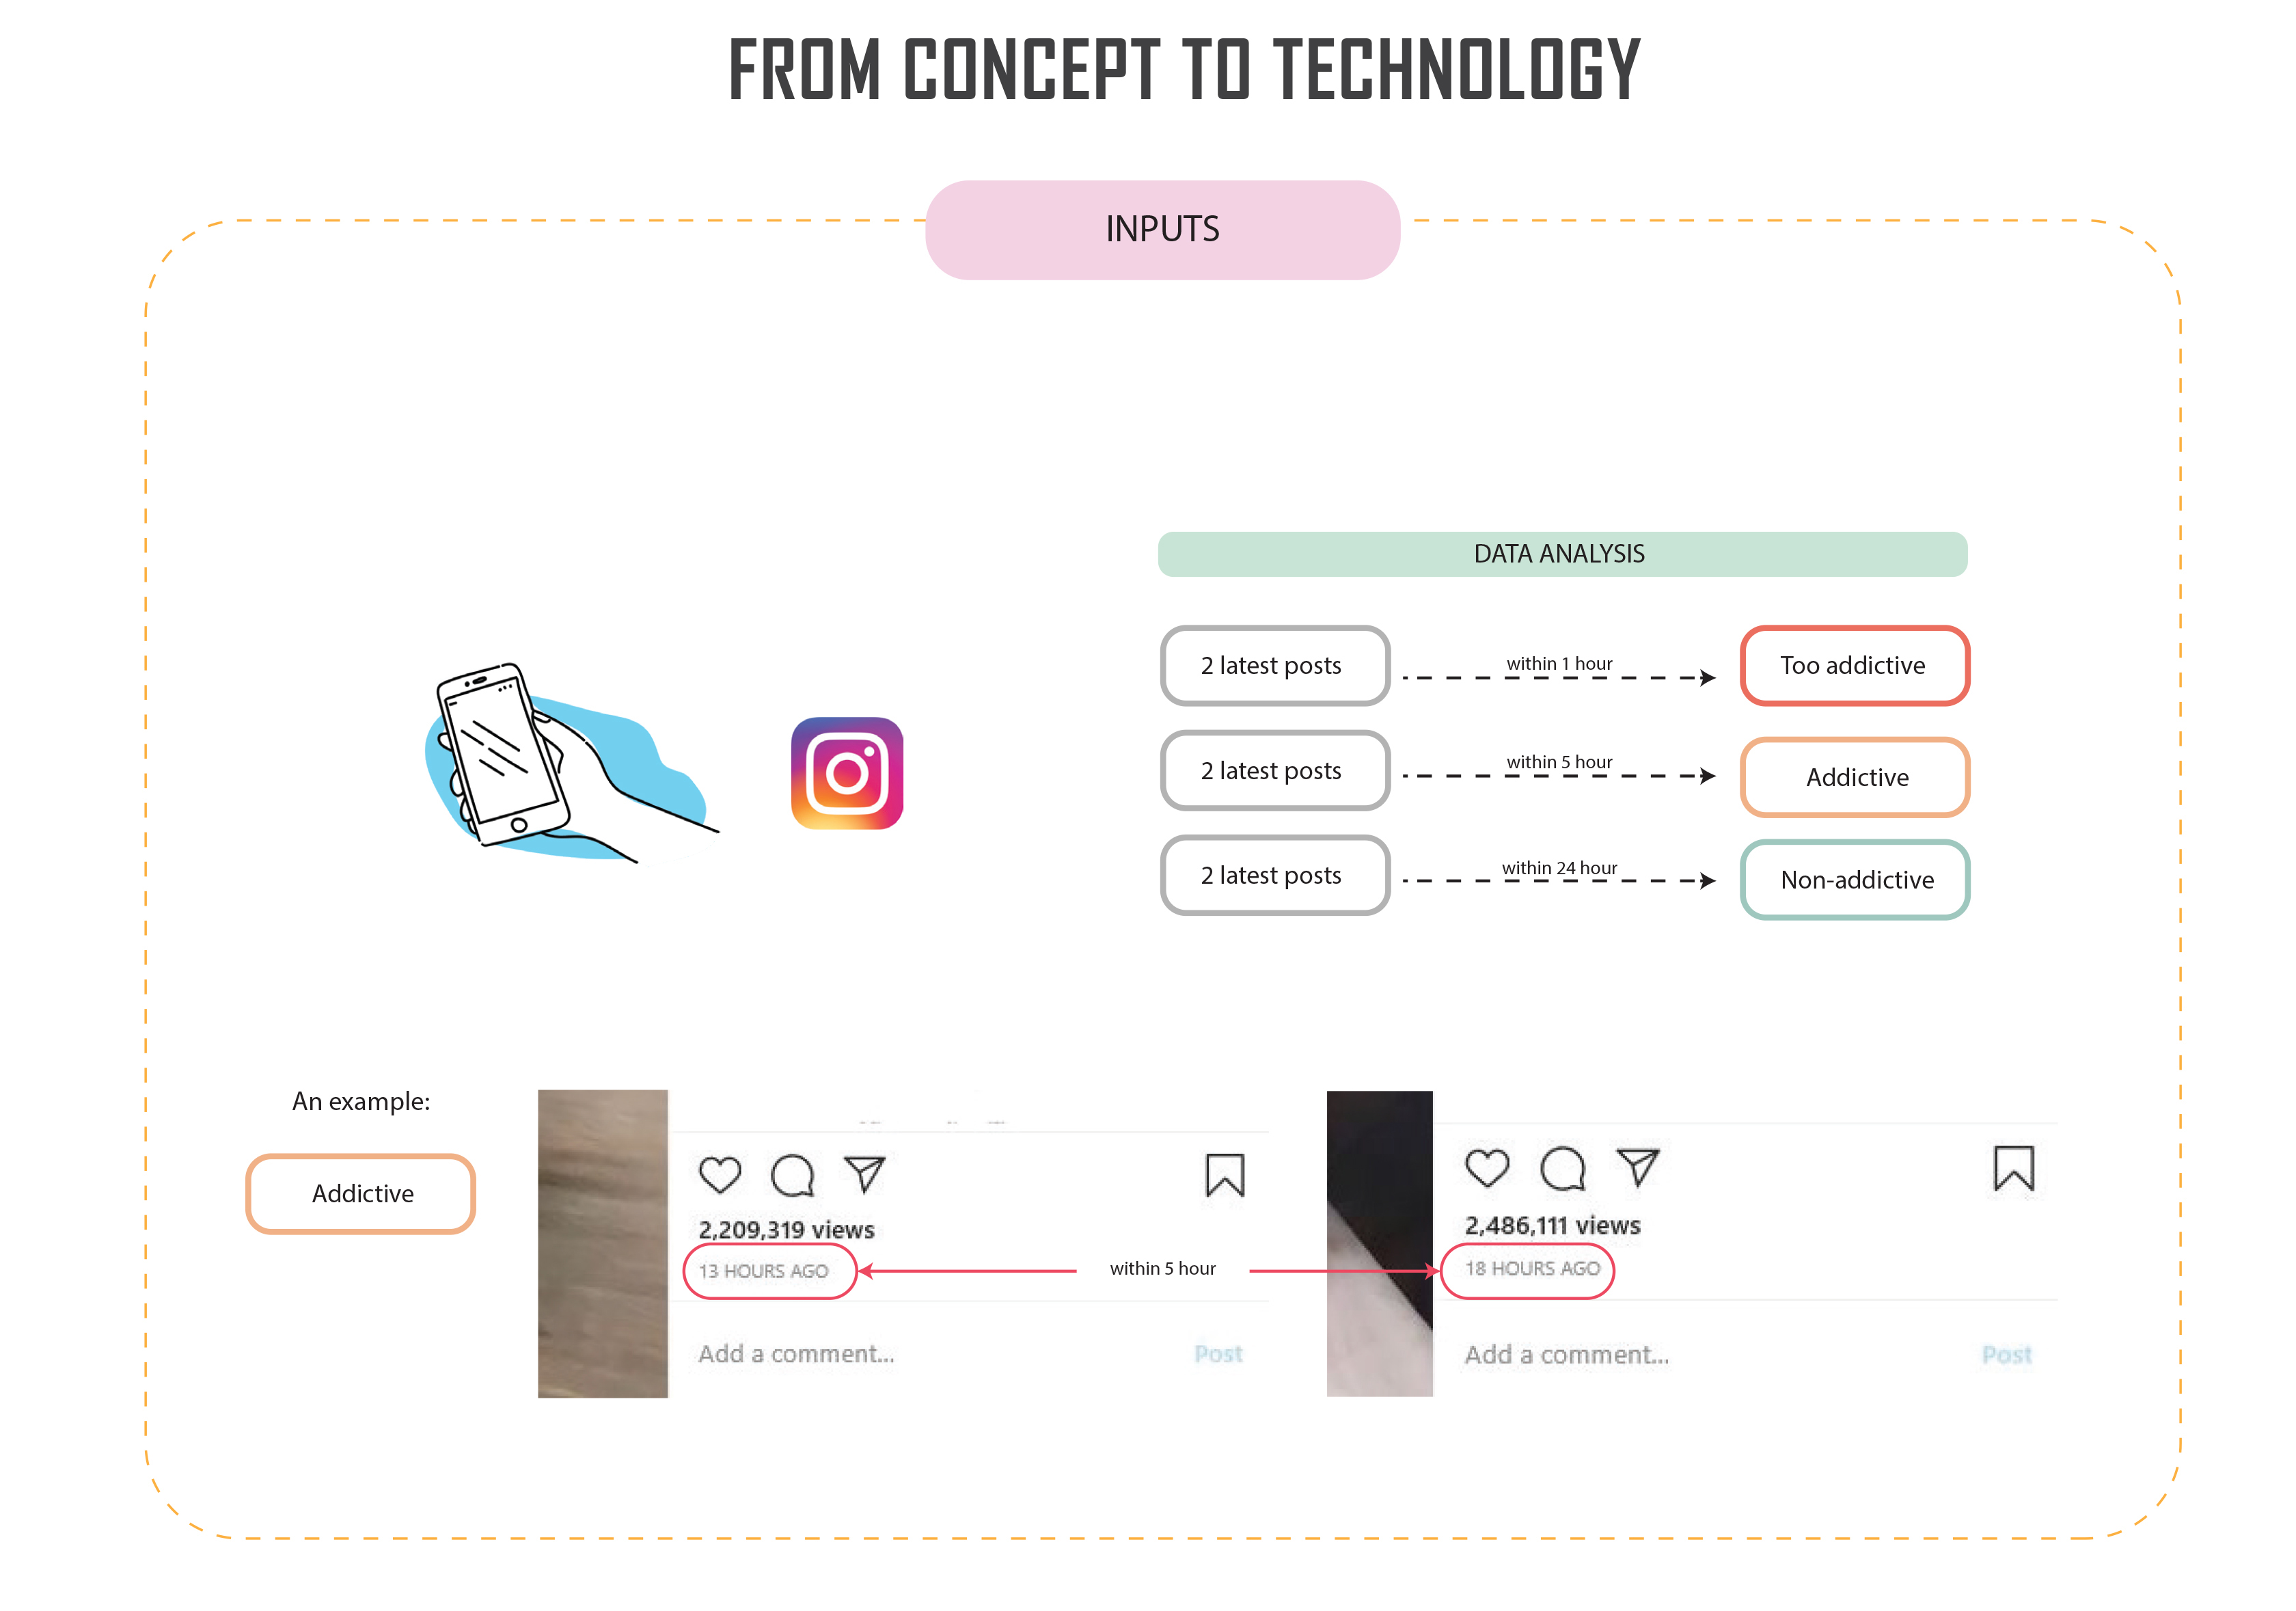 FROM CONCEPT TO TECHNOLOGY
INPUTS
DATA ANALYSIS
2 latest posts
within 1 hour
Too addictive
2 latest posts
within 5 hour
Addictive
2 latest posts
within 24 hour
Non-addictive
An example:
Addictive
2,209,319 views
13 HOURS AGO
Add a comment...
Post
within 5 hour
2,486,111 views
18 HOURS AGO
Add a comment...
Post